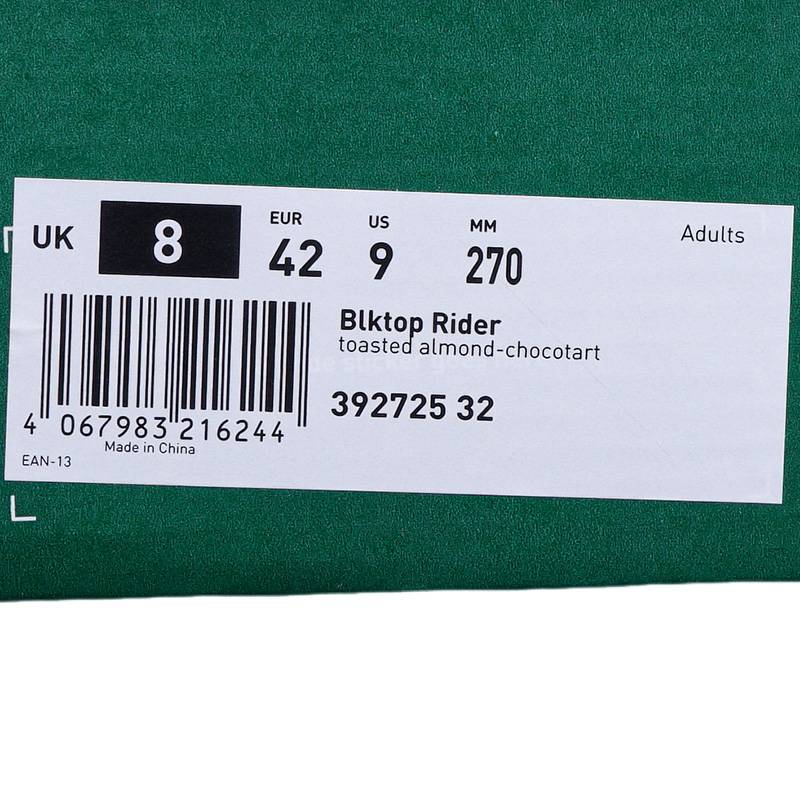 UK 8 EUR 42 US 9 MM 270 Adults
Blktop Rider
toasted almond-chocotart
392725 32
4 067983 216244
Made in China
EAN-13